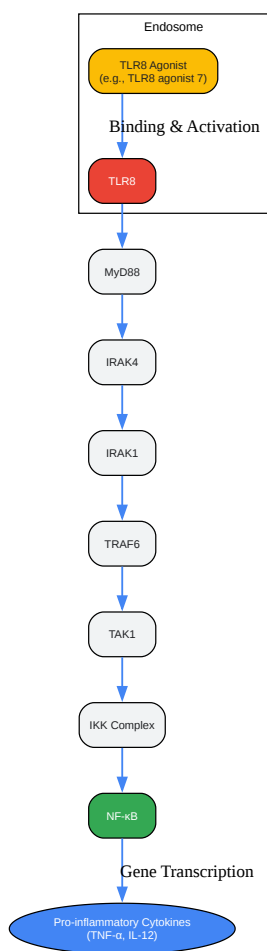 Endosome
TLR8 Agonist
(e.g., TLR8 agonist 7)
Binding & Activation
TLR8
MyD88
IRAK4
IRAK1
TRAF6
TAK1
IKK Complex
NF-κB
Gene Transcription
Pro-inflammatory Cytokines
(TNF-α, IL-12)